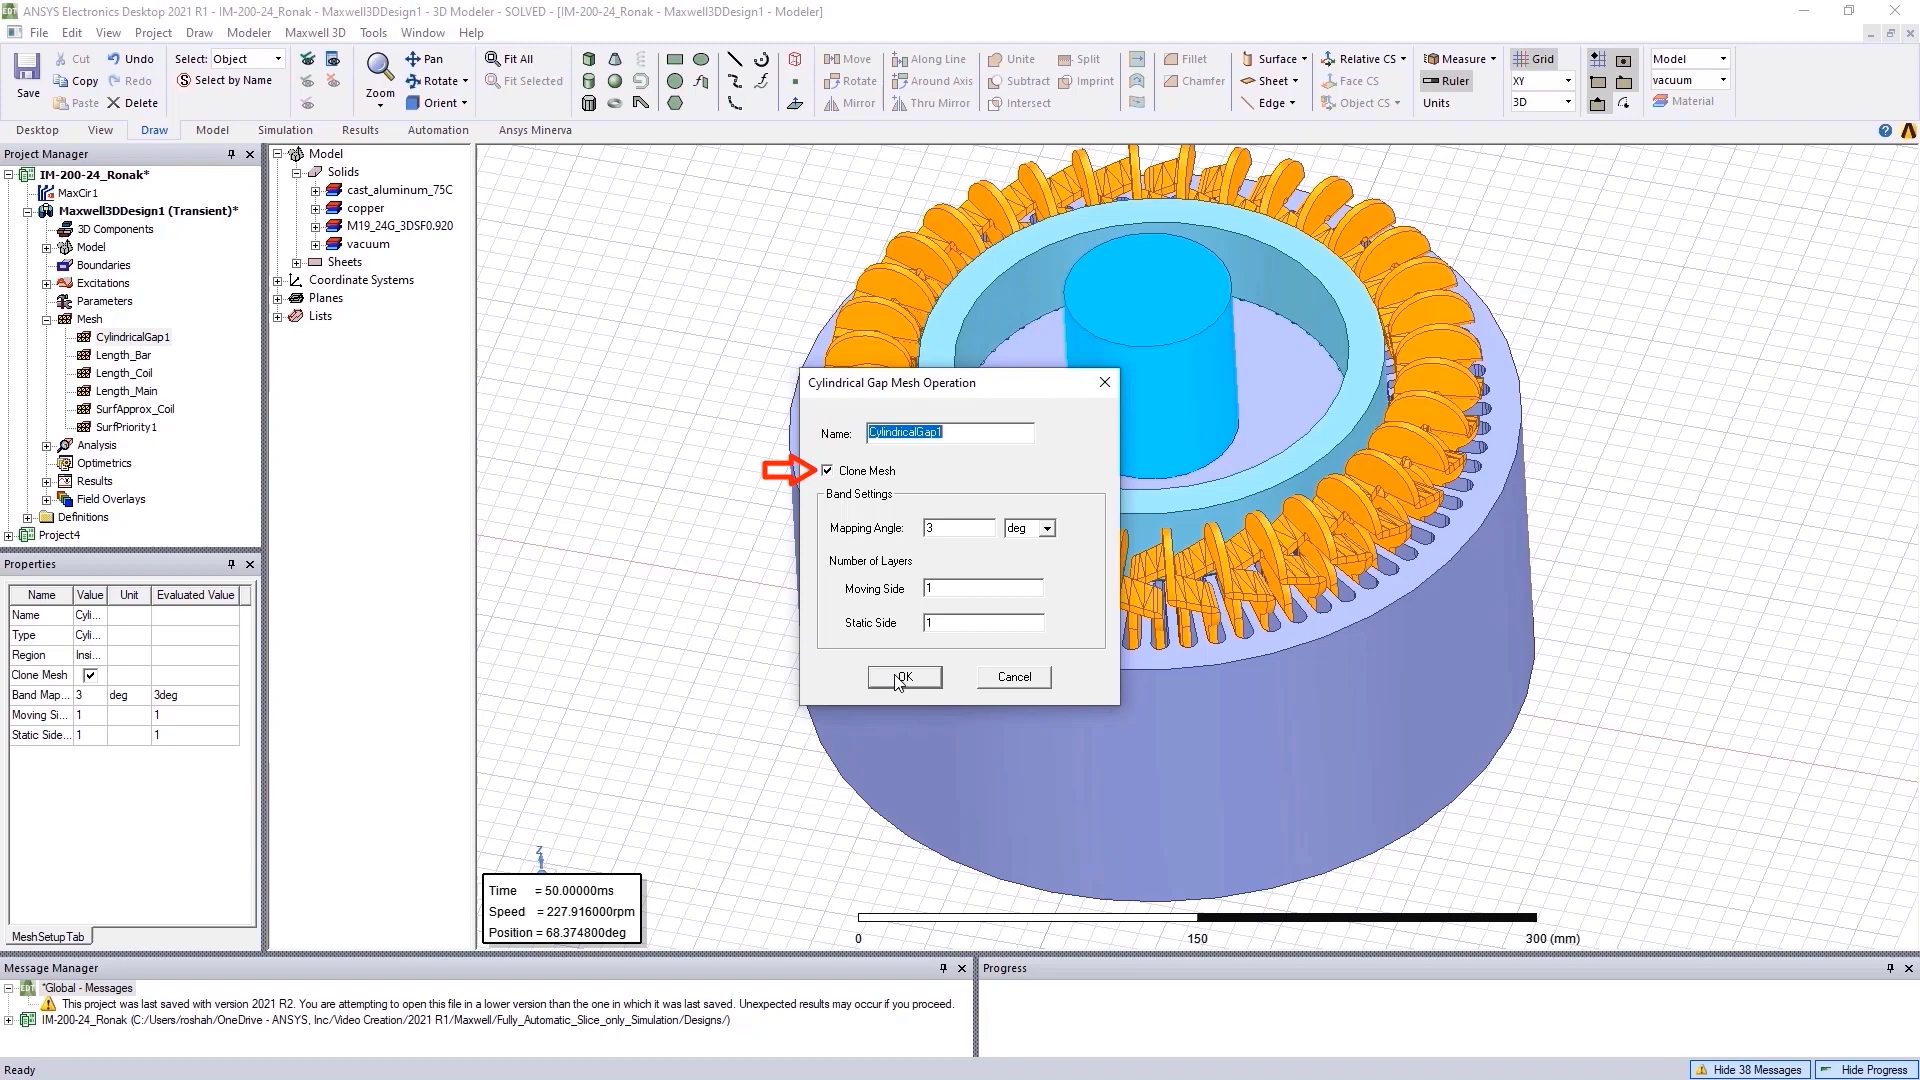 ANSYS Electronics Desktop 2021 R1 - IM-200-24_Ronak - Maxwell3DDesign1 - 3D Modeler - SOLVED - [IM-200-24_Ronak - Maxwell3DDesign1 - Modeler]
File Edit View Project Draw Modeler Maxwell 3D Tools Window Help
Save
Cut
Copy
Paste
Undo
Redo
Delete
Select: Object
Select by Name
Zoom
Pan
Rotate
Orient
Fit All
Fit Selected
Move
Rotate
Mirror
Along Line
Around Axis
Thru Mirror
Unite
Subtract
Intersect
Split
Imprint
Fillet
Chamfer
Surface
Sheet
Edge
Relative CS
Face CS
Object CS
Measure
Ruler
Units
Grid
XY
3D
Model
vacuum
Material
Desktop View Draw Model Simulation Results Automation Ansys Minerva
Project Manager
IM-200-24_Ronak*
MaxCir1
Maxwell3DDesign1 (Transient)*
3D Components
Model
Boundaries
Excitations
Parameters
Mesh
CylindricalGap1
Length_Bar
Length_Coil
Length_Main
SurfApprox_Coil
SurfPriority1
Analysis
Optimetrics
Results
Field Overlays
Definitions
Project4
Model
Solids
cast_aluminum_75C
copper
M19_24G_3DSF0.920
vacuum
Sheets
Coordinate Systems
Planes
Lists
Properties
Name Value Unit Evaluated Value
Name Cyli...
Type Cyli...
Region Insi...
Clone Mesh
Band Map... 3 deg 3deg
Moving Si... 1 1
Static Side... 1 1
MeshSetupTab
Cylindrical Gap Mesh Operation
Name: CylindricalGap1
Clone Mesh
Band Settings
Mapping Angle: 3 deg
Number of Layers
Moving Side 1
Static Side 1
OK Cancel
Z
Time = 50.00000ms
Speed = 227.916000rpm
Position = 68.374800deg
0 150 300 (mm)
Message Manager
*Global - Messages
This project was last saved with version 2021 R2. You are attempting to open this file in a lower version than the one in which it was last saved. Unexpected results may occur if you proceed.
IM-200-24_Ronak (C:/Users/roshah/OneDrive - ANSYS, Inc/Video Creation/2021 R1/Maxwell/Fully_Automatic_Slice_only_Simulation/Designs/)
Progress
Ready
Hide 38 Messages
Hide Progress